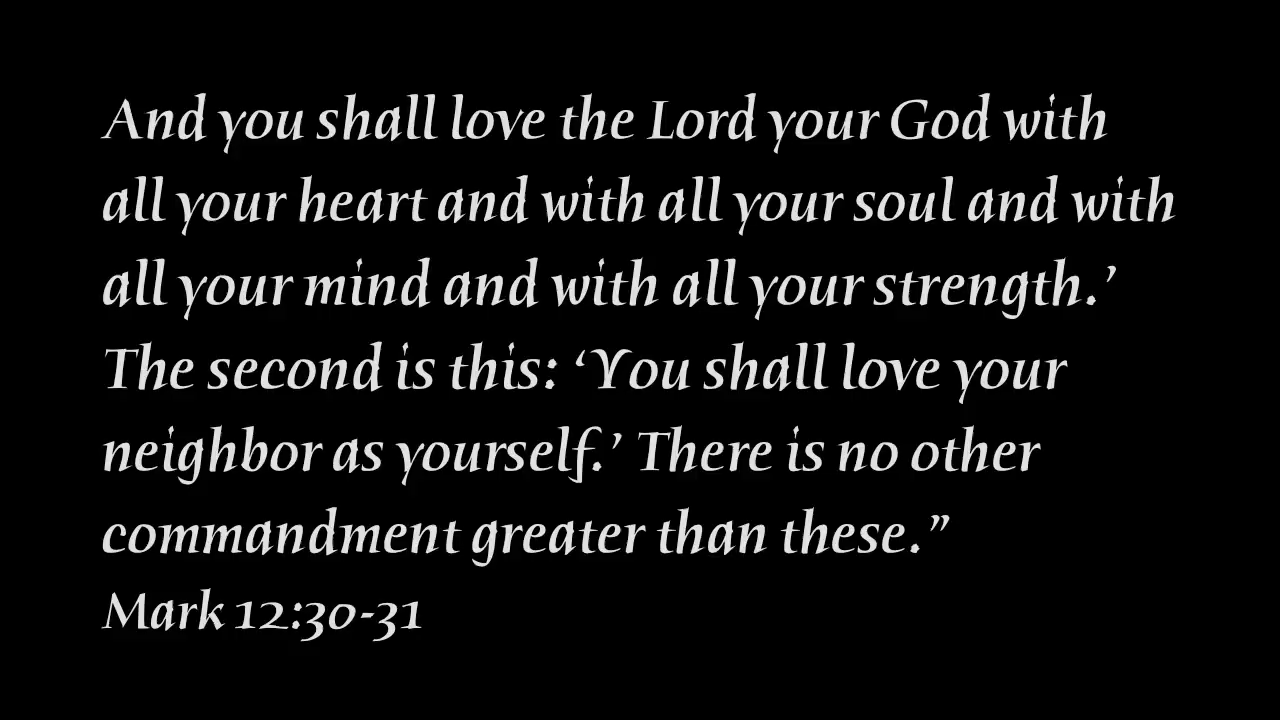 And you shall love the Lord your God with
all your heart and with all your soul and with
all your mind and with all your strength.’
The second is this: ‘You shall love your
neighbor as yourself.’ There is no other
commandment greater than these.”
Mark 12:30-31